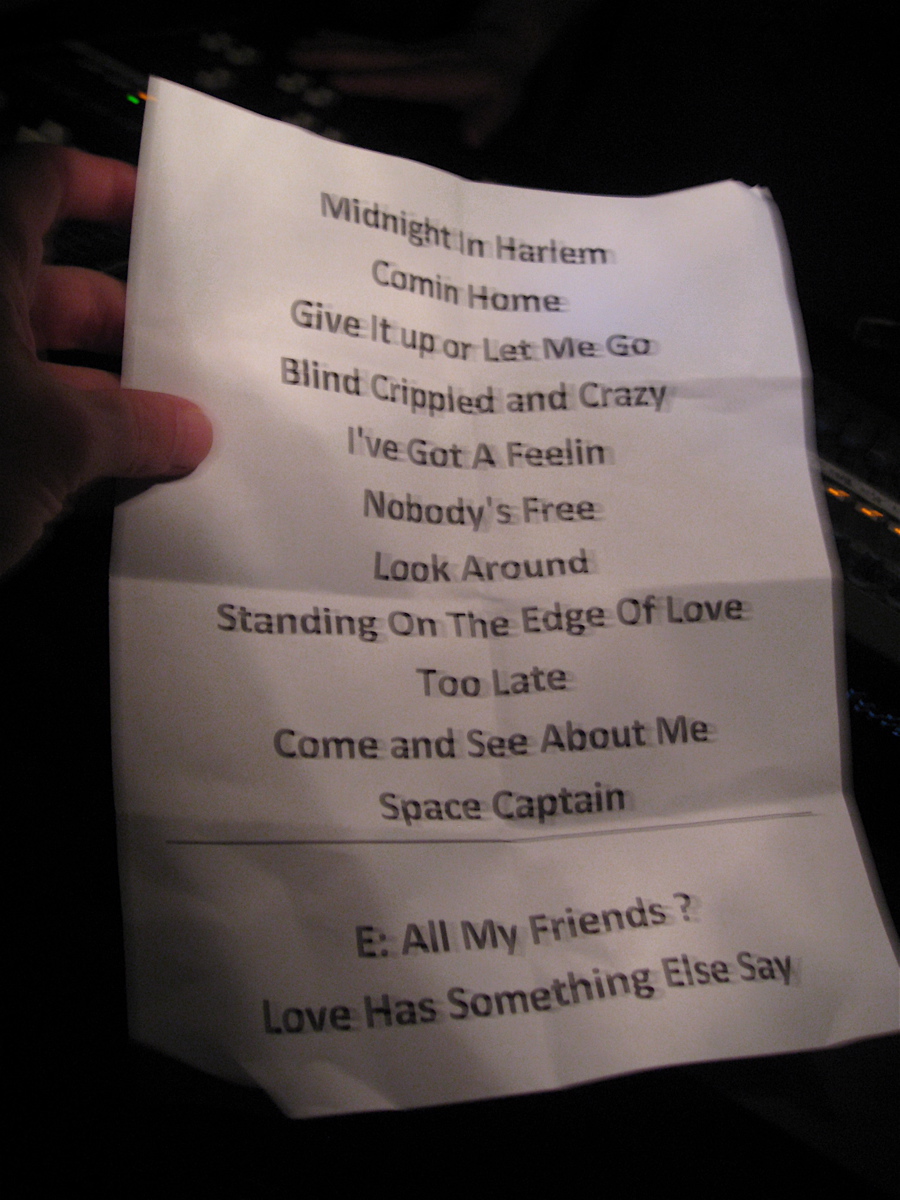 Midnight In Harlem
Comin Home
Give It up or Let Me Go
Blind Crippled and Crazy
I've Got A Feelin
Nobody's Free
Look Around
Standing On The Edge Of Love
Too Late
Come and See About Me
Space Captain
E: All My Friends ?
Love Has Something Else Say